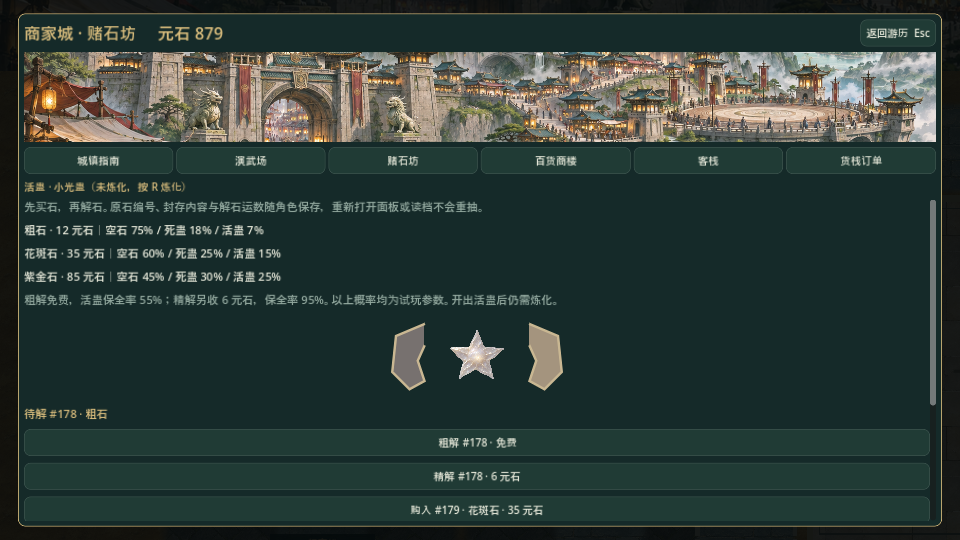 商家城 · 赌石坊 元石 879
返回游历 Esc
城镇指南 演武场 赌石坊 百货商楼 客栈 货栈订单
活蛊 · 小光蛊（未炼化，按 R 炼化）
先买石，再解石。原石编号、封存内容与解石运数随角色保存，重新打开面板或读档不会重抽。
粗石 · 12 元石｜空石 75% / 死蛊 18% / 活蛊 7%
花斑石 · 35 元石｜空石 60% / 死蛊 25% / 活蛊 15%
紫金石 · 85 元石｜空石 45% / 死蛊 30% / 活蛊 25%
粗解免费，活蛊保全率 55%；精解另收 6 元石，保全率 95%。以上概率均为试玩参数。开出活蛊后仍需炼化。
待解 #178 · 粗石
粗解 #178 · 免费
精解 #178 · 6 元石
购入 #179 · 花斑石 · 35 元石